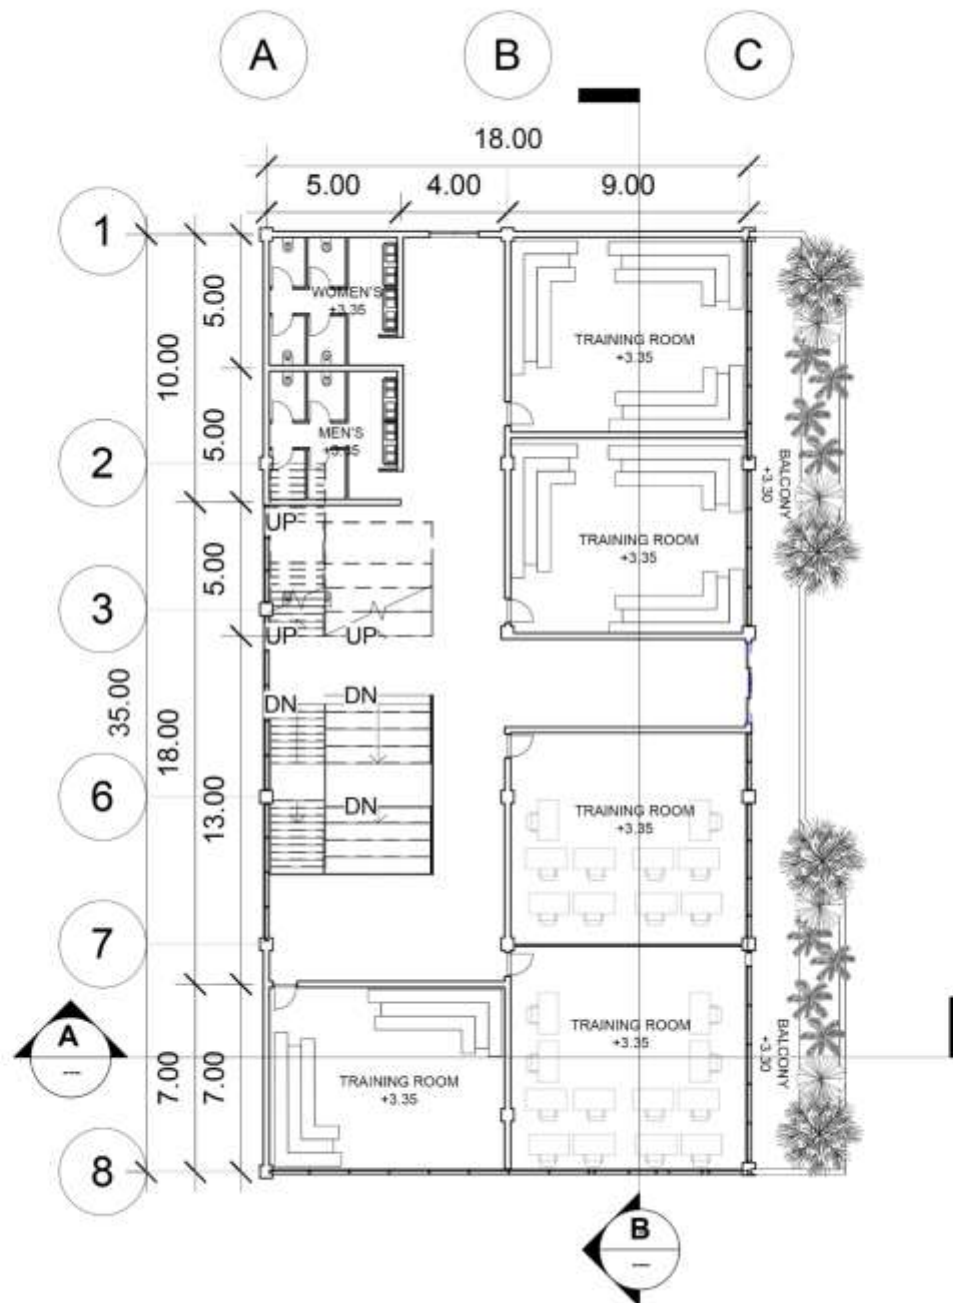 A B C
18.00
5.00 4.00 9.00
1
WOMEN'S
+3.35
5.00
10.00
TRAINING ROOM
+3.35
MEN'S
+3.35
5.00
2
BALCONY
+3.30
UP
TRAINING ROOM
+3.35
5.00
3
UP UP
35.00
18.00
DN DN
13.00
6
DN
TRAINING ROOM
+3.35
7
A
---
7.00
7.00
TRAINING ROOM
+3.35
BALCONY
+3.30
TRAINING ROOM
+3.35
8
B
---